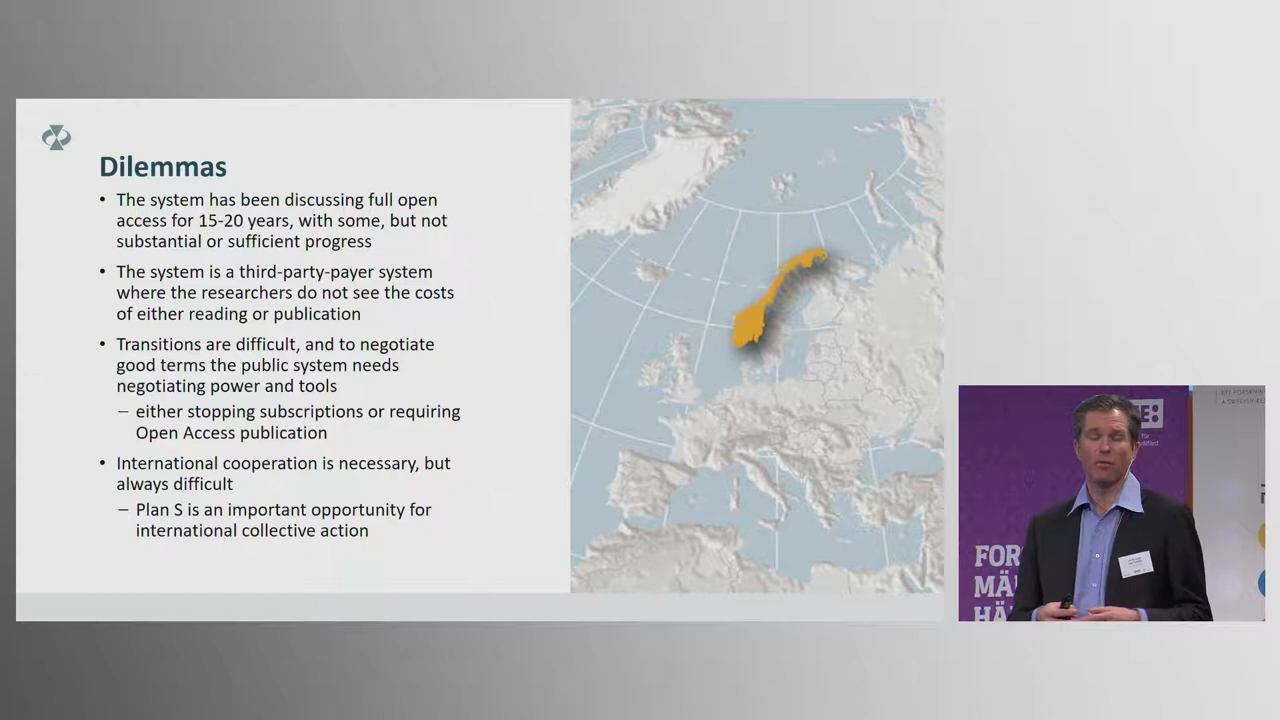 Dilemmas
• The system has been discussing full open
access for 15-20 years, with some, but not
substantial or sufficient progress
• The system is a third-party-payer system
where the researchers do not see the costs
of either reading or publication
• Transitions are difficult, and to negotiate
good terms the public system needs
negotiating power and tools
– either stopping subscriptions or requiring
Open Access publication
• International cooperation is necessary, but
always difficult
– Plan S is an important opportunity for
international collective action
E:
för
FOR
MÄ
HÄ